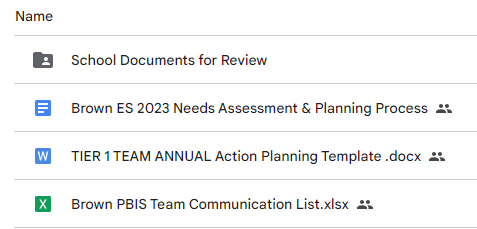 Name
School Documents for Review
Brown ES 2023 Needs Assessment & Planning Process
W TIER 1 TEAM ANNUAL Action Planning Template .docx
X Brown PBIS Team Communication List.xlsx